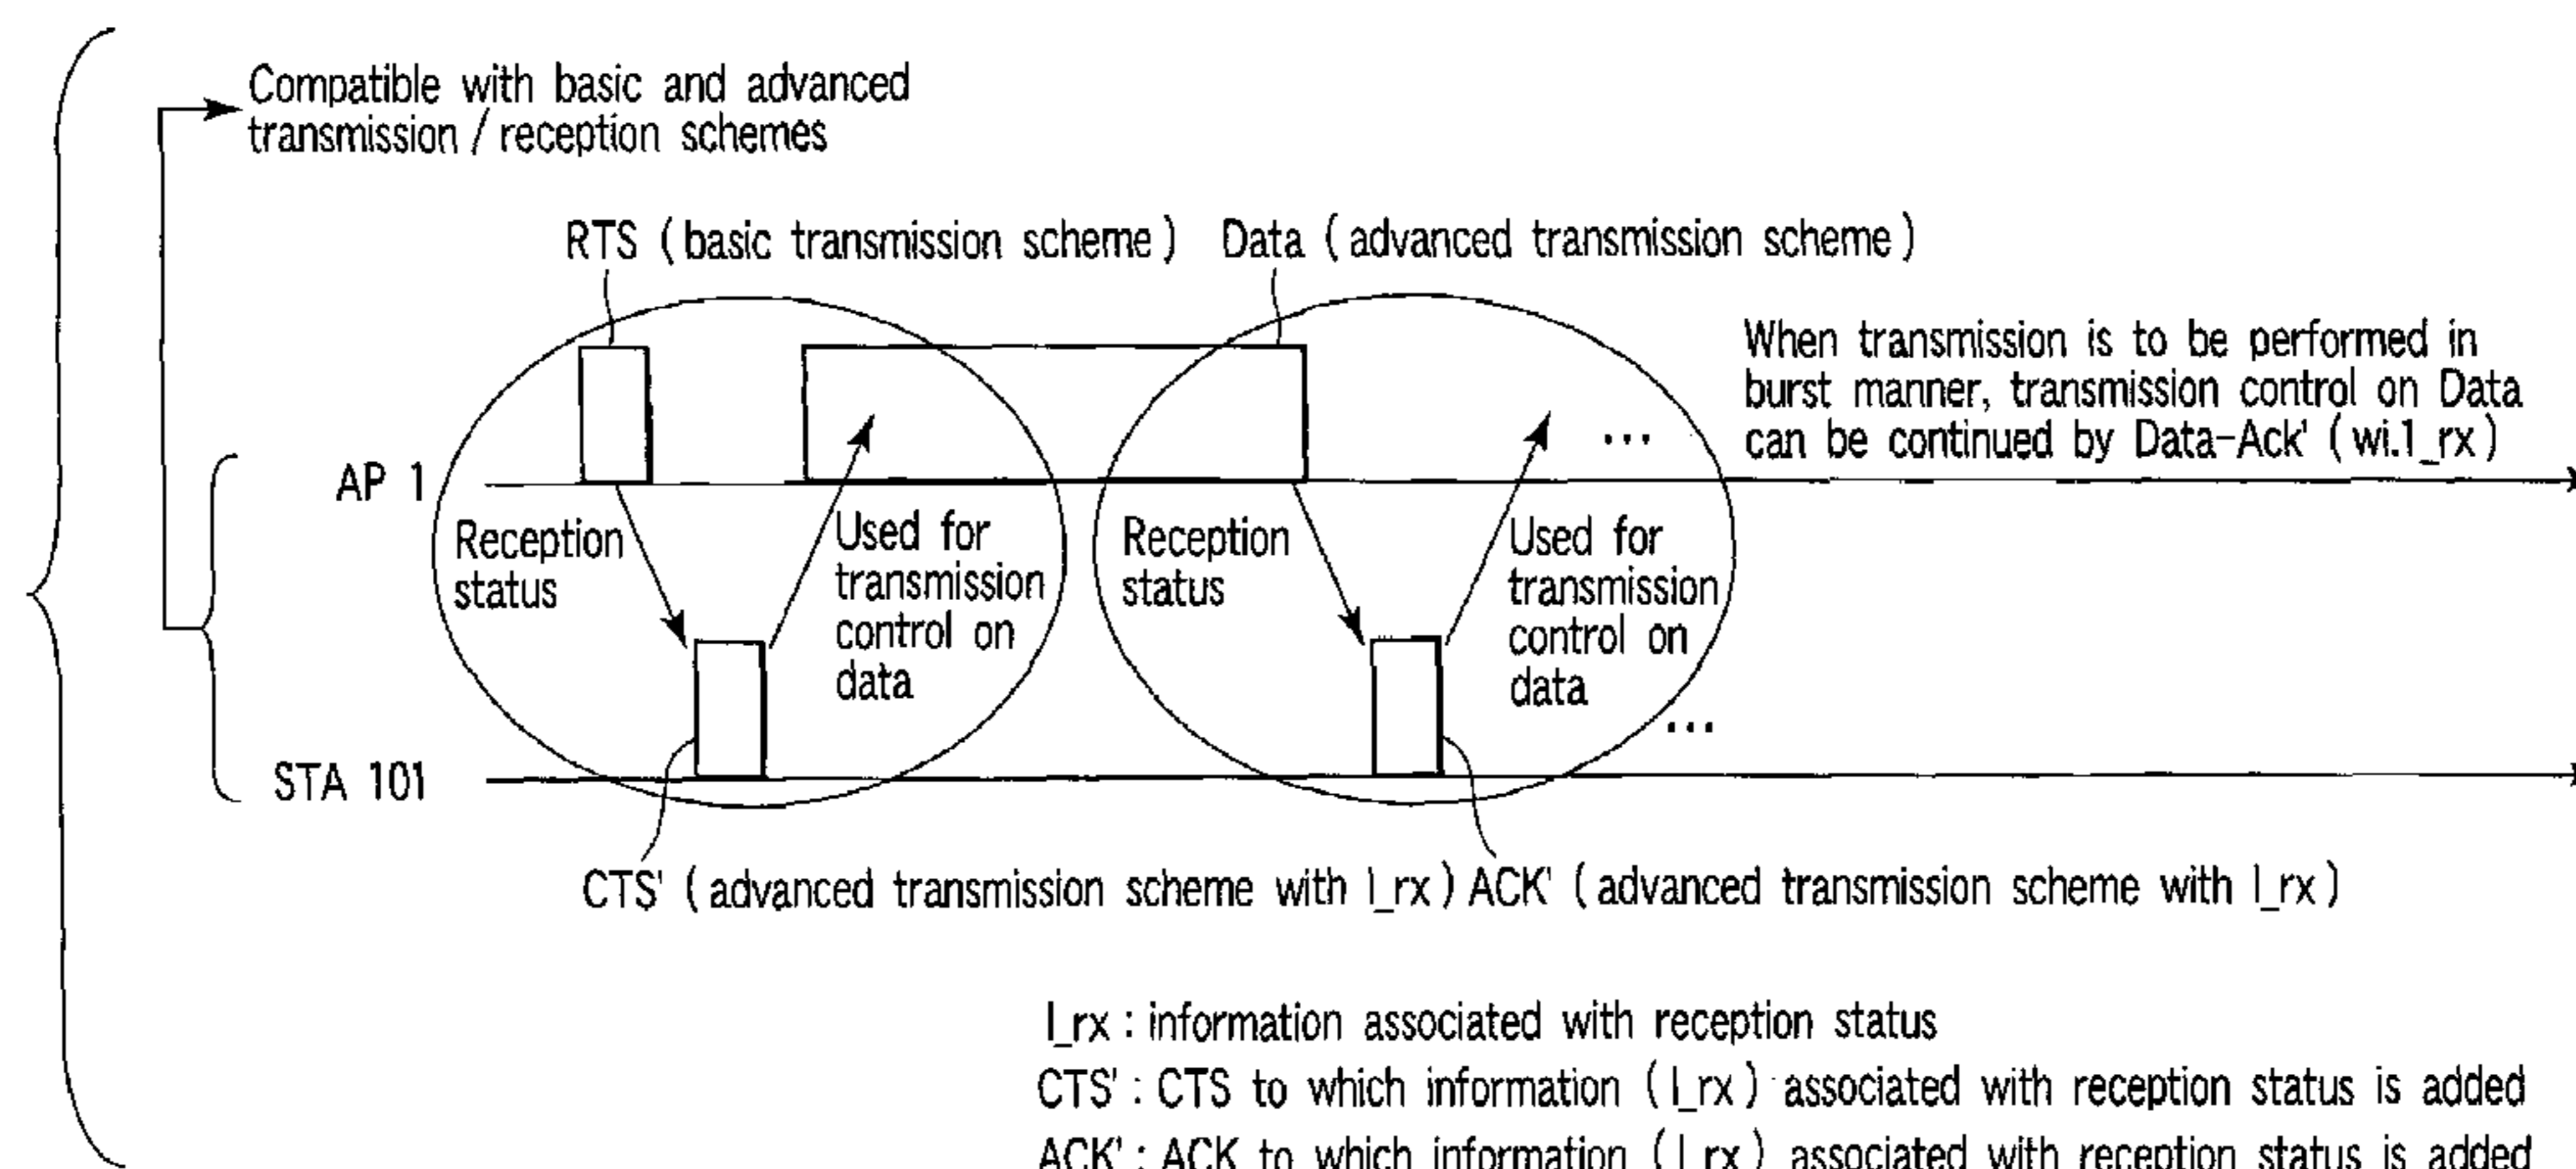 Compatible with basic and advanced
transmission / reception schemes
RTS (basic transmission scheme)
Data (advanced transmission scheme)
When transmission is to be performed in
burst manner, transmission control on Data
can be continued by Data-Ack' (wi.1_rx)
...
AP 1
Reception
status
Used for
transmission
control on
data
Reception
status
Used for
transmission
control on
data
...
STA 101
CTS' (advanced transmission scheme with I_rx)
ACK' (advanced transmission scheme with I_rx)
I_rx : information associated with reception status
CTS' : CTS to which information (I_rx) associated with reception status is added
ACK' : ACK to which information (I_rx) associated with reception status is added